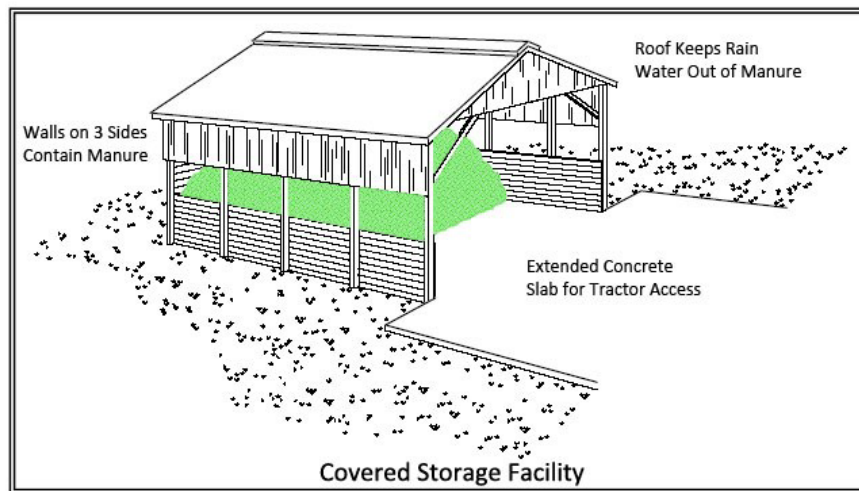 Roof Keeps Rain
Water Out of Manure
Walls on 3 Sides
Contain Manure
Extended Concrete
Slab for Tractor Access
Covered Storage Facility